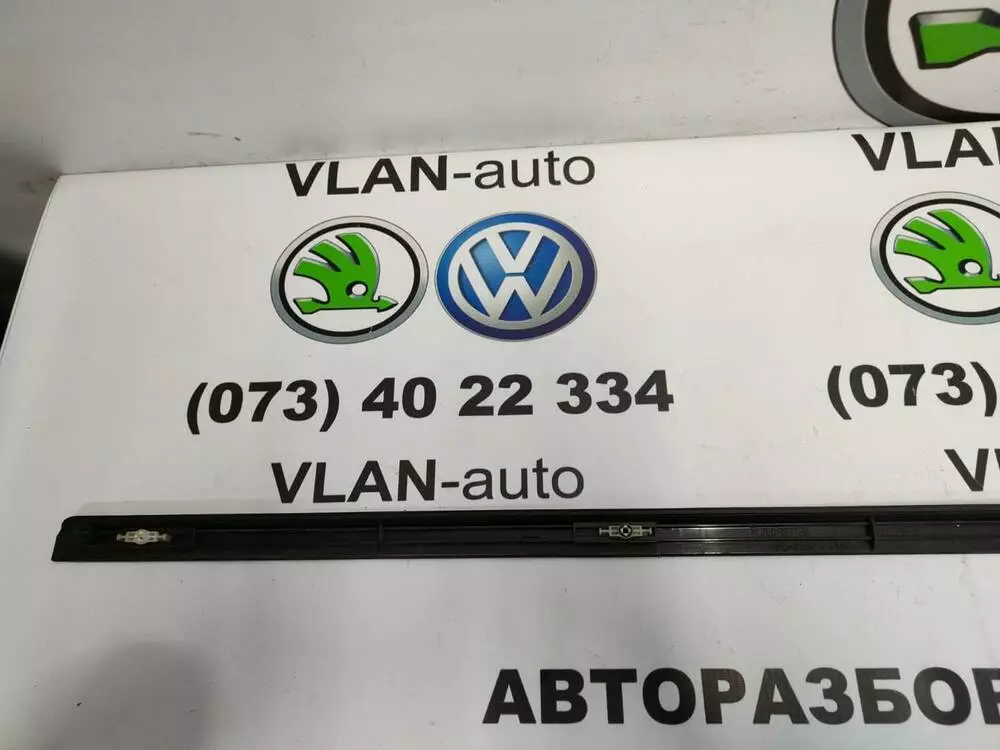 VLAN-auto
VLA
(073) 40 22 334
(073)
VLAN-auto
V
АВТОРАЗБОР